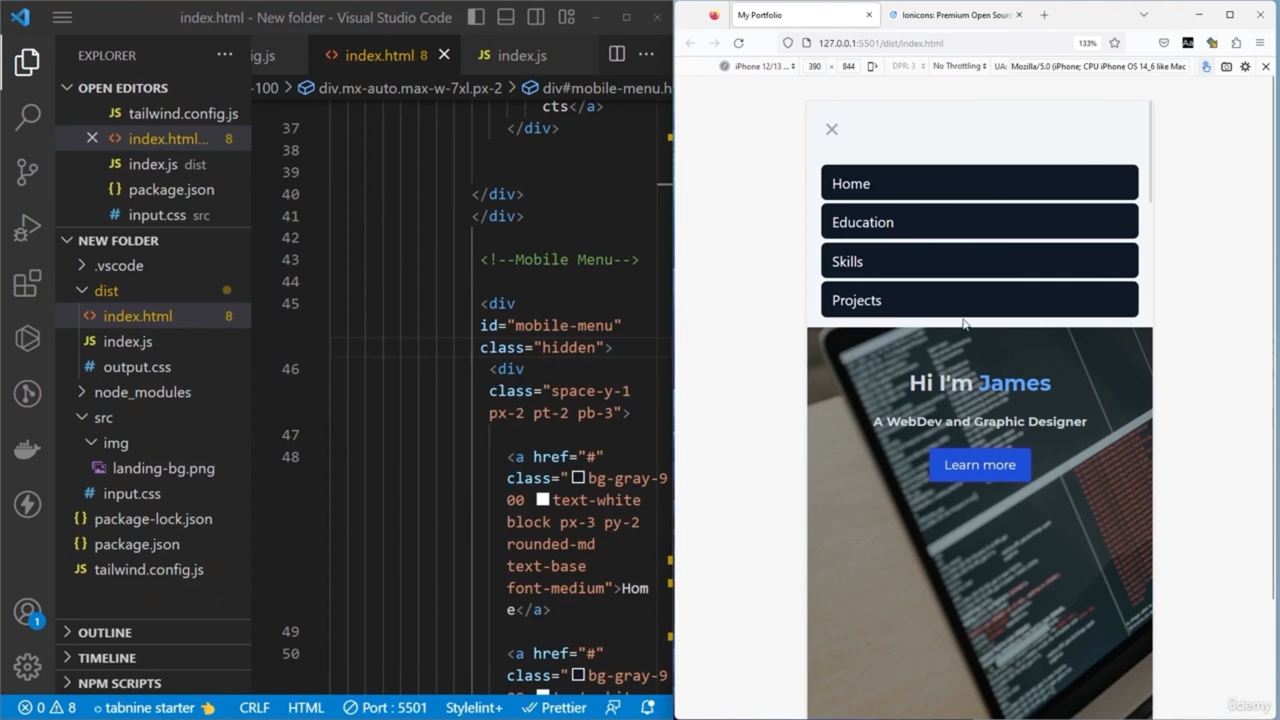 index.html - New folder - Visual Studio Code
EXPLORER
OPEN EDITORS
tailwind.config.js
index.html... 8
index.js dist
package.json
input.css src
NEW FOLDER
.vscode
dist
index.html 8
index.js
output.css
node_modules
src
img
landing-bg.png
input.css
package-lock.json
package.json
tailwind.config.js
OUTLINE
TIMELINE
NPM SCRIPTS
ig.js
index.html 8
index.js
-100 > div.mx-auto.max-w-7xl.px-2 > div#mobile-menu.h
cts</a>
37 </div>
38
39
40 </div>
41 </div>
42
43 <!--Mobile Menu-->
44
45 <div
id="mobile-menu"
class="hidden">
46 <div
class="space-y-1
px-2 pt-2 pb-3">
47
48 <a href="#"
class="bg-gray-9
00 text-white
block px-3 py-2
rounded-md
text-base
font-medium">Hom
e</a>
49
50 <a href="#"
class="bg-gray-9
1
0 8 tabnine starter CRLF HTML Port : 5501 Stylelint+ Prettier
My Portfolio
Ionicons: Premium Open Sour
127.0.0.1:5501/dist/index.html
133%
iPhone 12/13 ... 390 × 844 DPR: 3 No Throttling UA: Mozilla/5.0 (iPhone; CPU iPhone OS 14_6 like Mac
Home
Education
Skills
Projects
Hi I'm James
A WebDev and Graphic Designer
Learn more
ûdemy